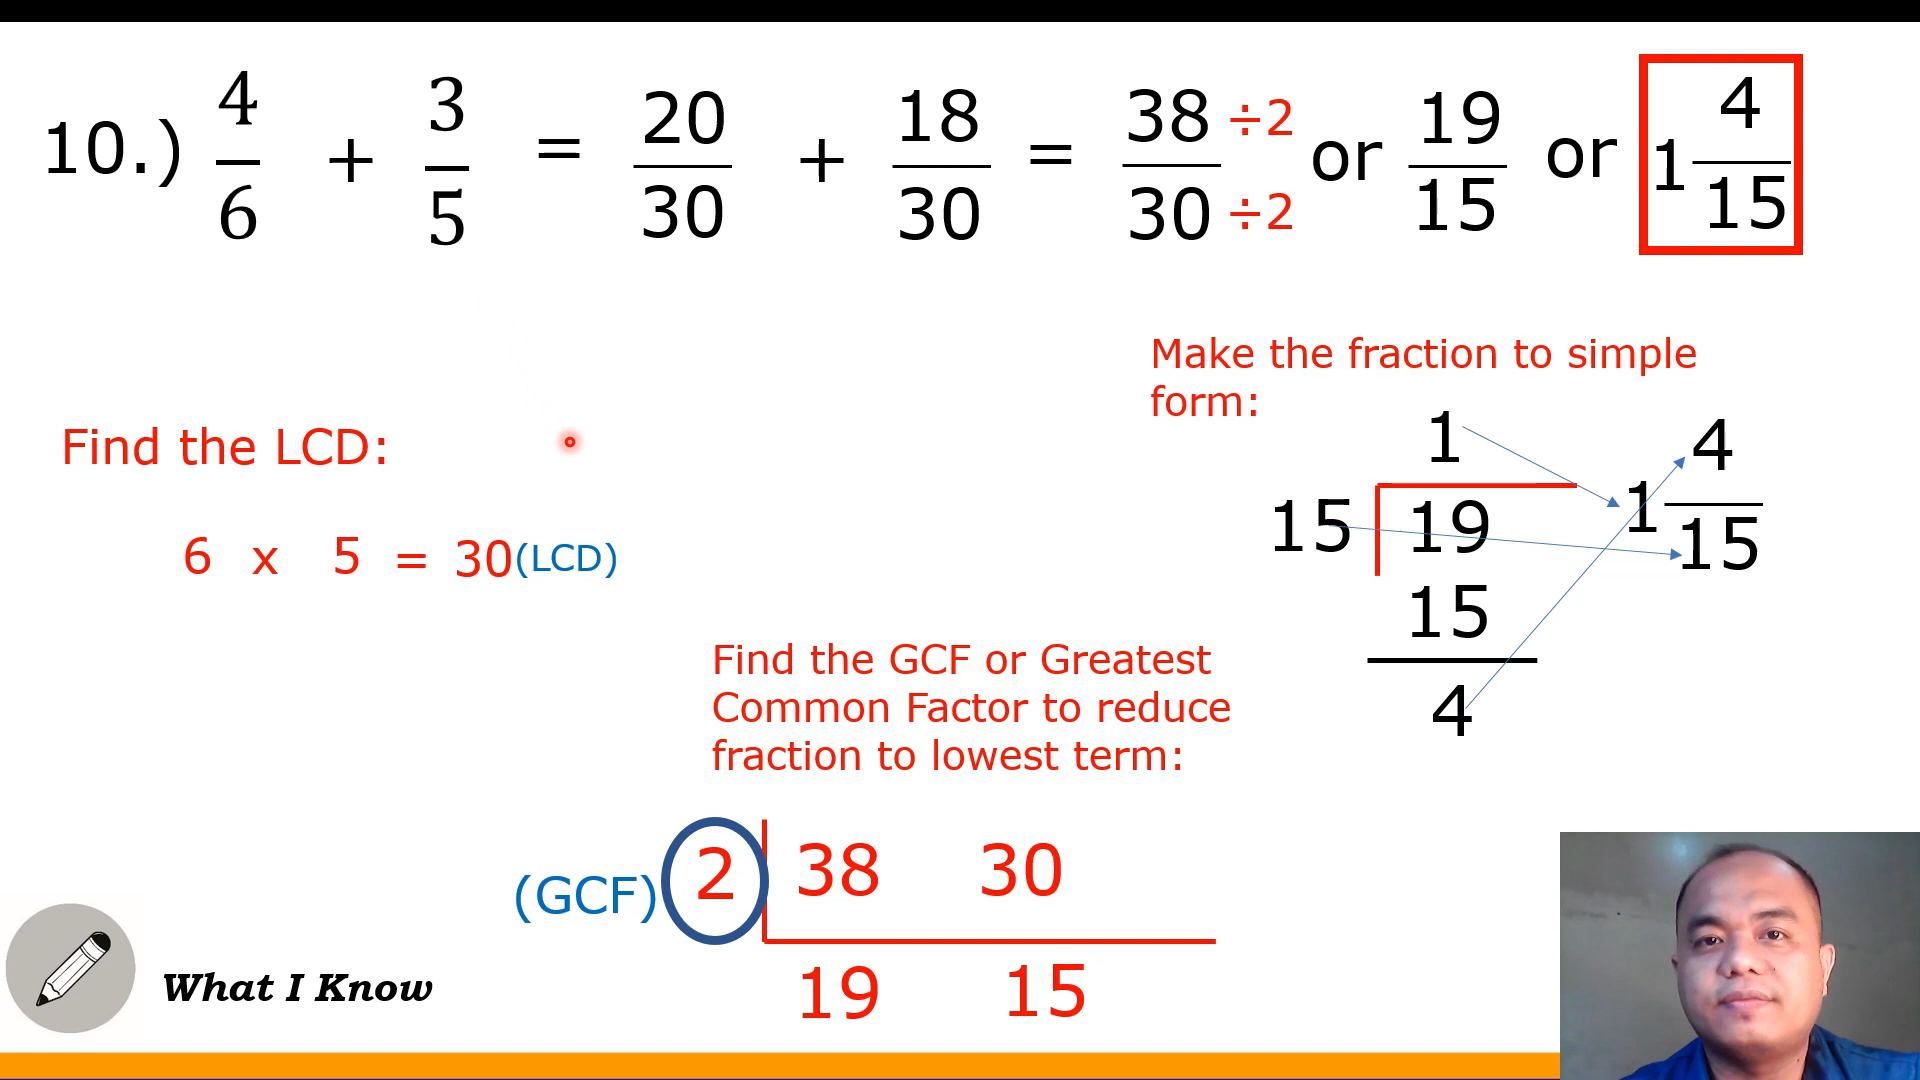 10.) 4/6 + 3/5 = 20/30 + 18/30 = 38/30 ÷2 ÷2 or 19/15 or 1 4/15
Make the fraction to simple
form:
Find the LCD:
6 x 5 = 30(LCD)
1
15 19
15
4
1 4/15
Find the GCF or Greatest
Common Factor to reduce
fraction to lowest term:
(GCF) 2 38 30
19 15
What I Know